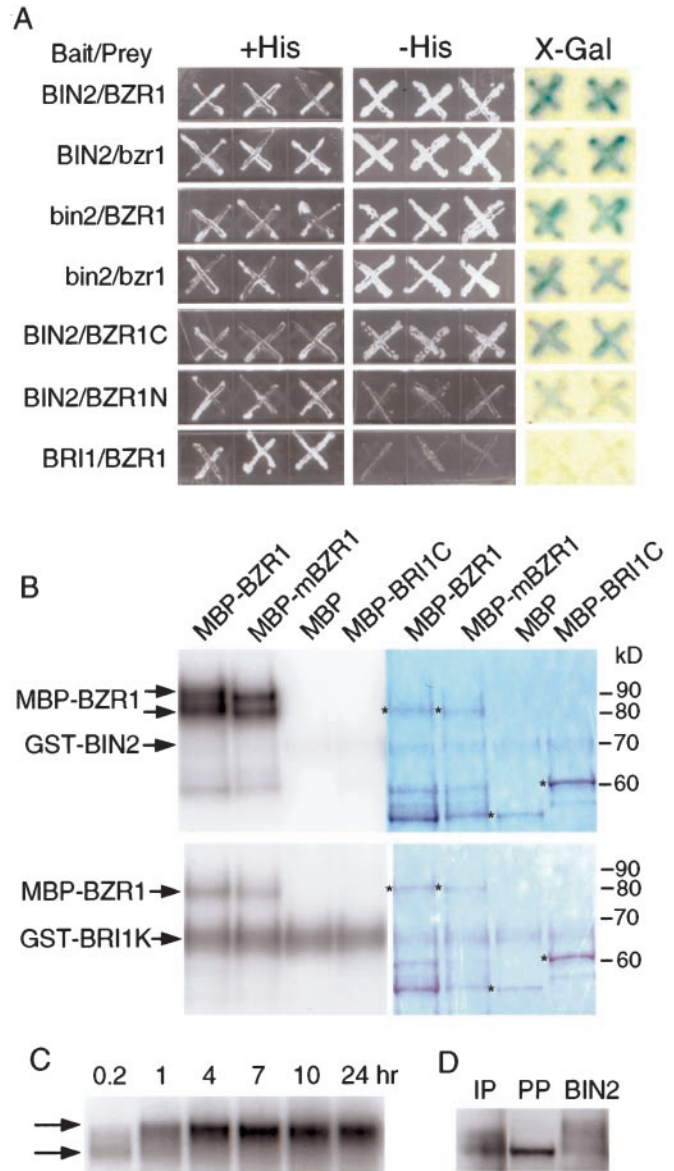 A
Bait/Prey +His -His X-Gal
BIN2/BZR1
BIN2/bzr1
bin2/BZR1
bin2/bzr1
BIN2/BZR1C
BIN2/BZR1N
BRI1/BZR1
B
MBP-BZR1 MBP-mBZR1 MBP MBP-BRI1C MBP-BZR1 MBP-mBZR1 MBP MBP-BRI1C
kD
MBP-BZR1 * * -90
-80
GST-BIN2 -70
* -60
*
MBP-BZR1 * * -90
-80
GST-BRI1K -70
* -60
*
C
0.2 1 4 7 10 24 hr
D
IP PP BIN2